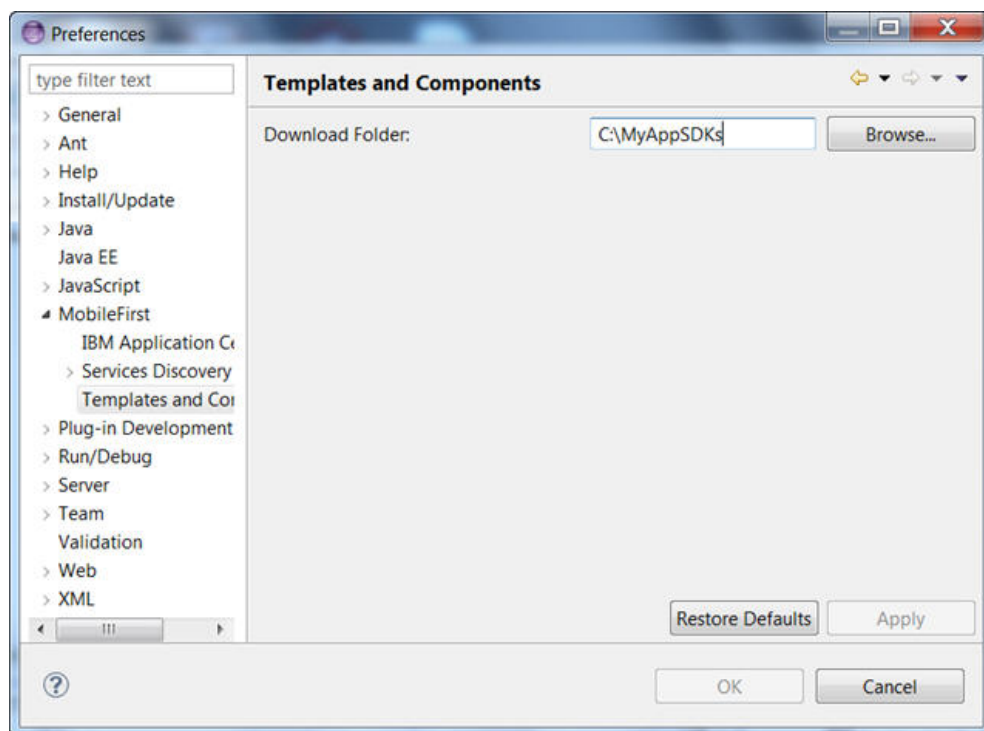 Preferences
type filter text
General
Ant
Help
Install/Update
Java
Java EE
JavaScript
MobileFirst
IBM Application Ce
Services Discovery
Templates and Cor
Plug-in Development
Run/Debug
Server
Team
Validation
Web
XML
Templates and Components
Download Folder:
C:\MyAppSDKs
Browse...
Restore Defaults
Apply
?
OK
Cancel